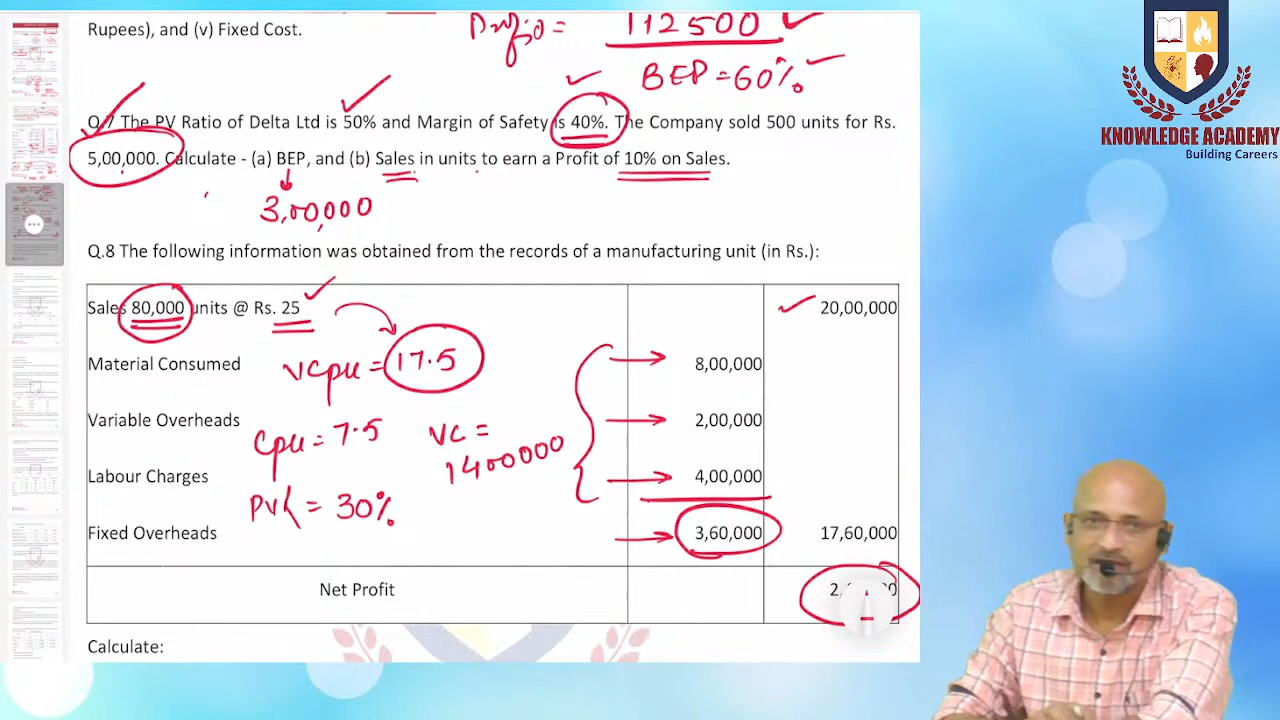 Rupees), and (v) Fixed Cost.
Profit = 112500
BEP = 60%
Q.7 The PV Ratio of Delta Ltd is 50% and Margin of Safety is 40%. The Company sold 500 units for Rs.
5,00,000. Calculate - (a) BEP, and (b) Sales in units to earn a Profit of 10% on Sales.
3,00,000
Q.8 The following information was obtained from the records of a manufacturing unit (in Rs.):
Sales 80,000 @ Rs. 25 20,00,000
Material Consumed 8,00,000
VCpu = 17.5
Variable Overheads 2,00,000
Cpu = 7.5
VC = 1400000
Labour Charges 4,00,000
PVR = 30%
Fixed Overheads 3,60,000 17,60,000
Net Profit
Calculate:
KNOWLEDGE ACADEMY
Building Careers